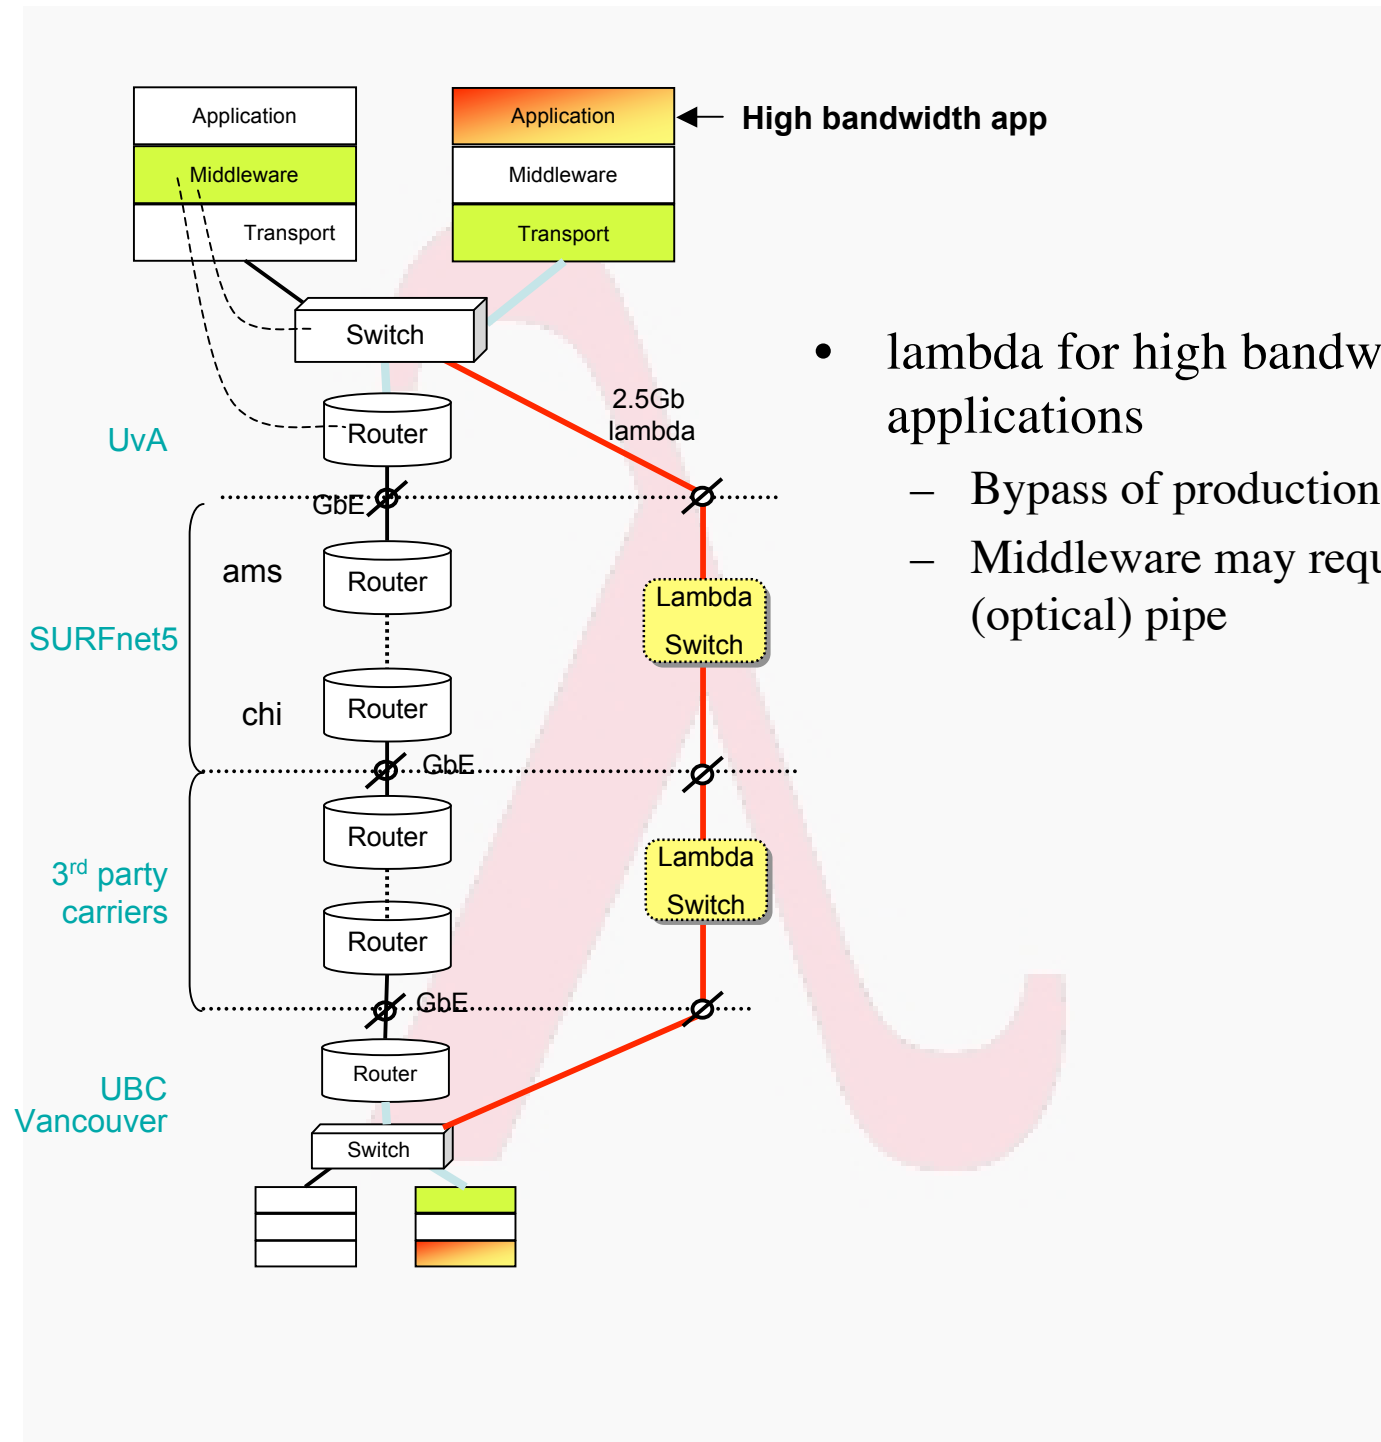 Application
Middleware
Transport
Application
Middleware
Transport
High bandwidth app
Switch
Router
UvA
2.5Gb
lambda
GbE
ams
Router
SURFnet5
chi
Router
GbE
Lambda
Switch
Router
3rd party
carriers
Router
GbE
Lambda
Switch
Router
UBC
Vancouver
Switch
• lambda for high bandw
applications
– Bypass of production
– Middleware may requ
(optical) pipe